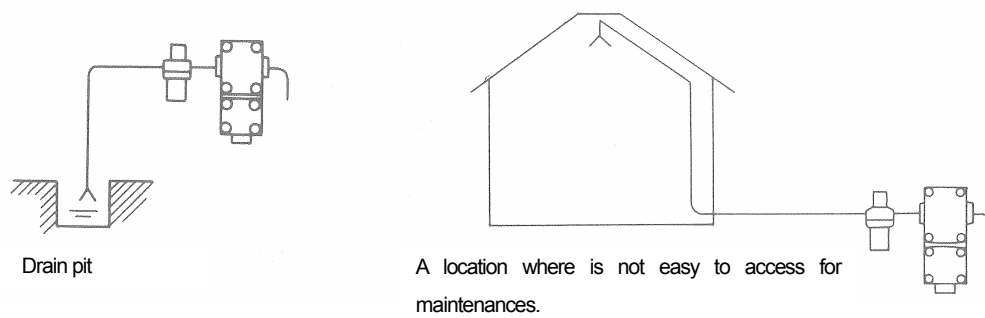 Drain pit
A location where is not easy to access for
maintenances.